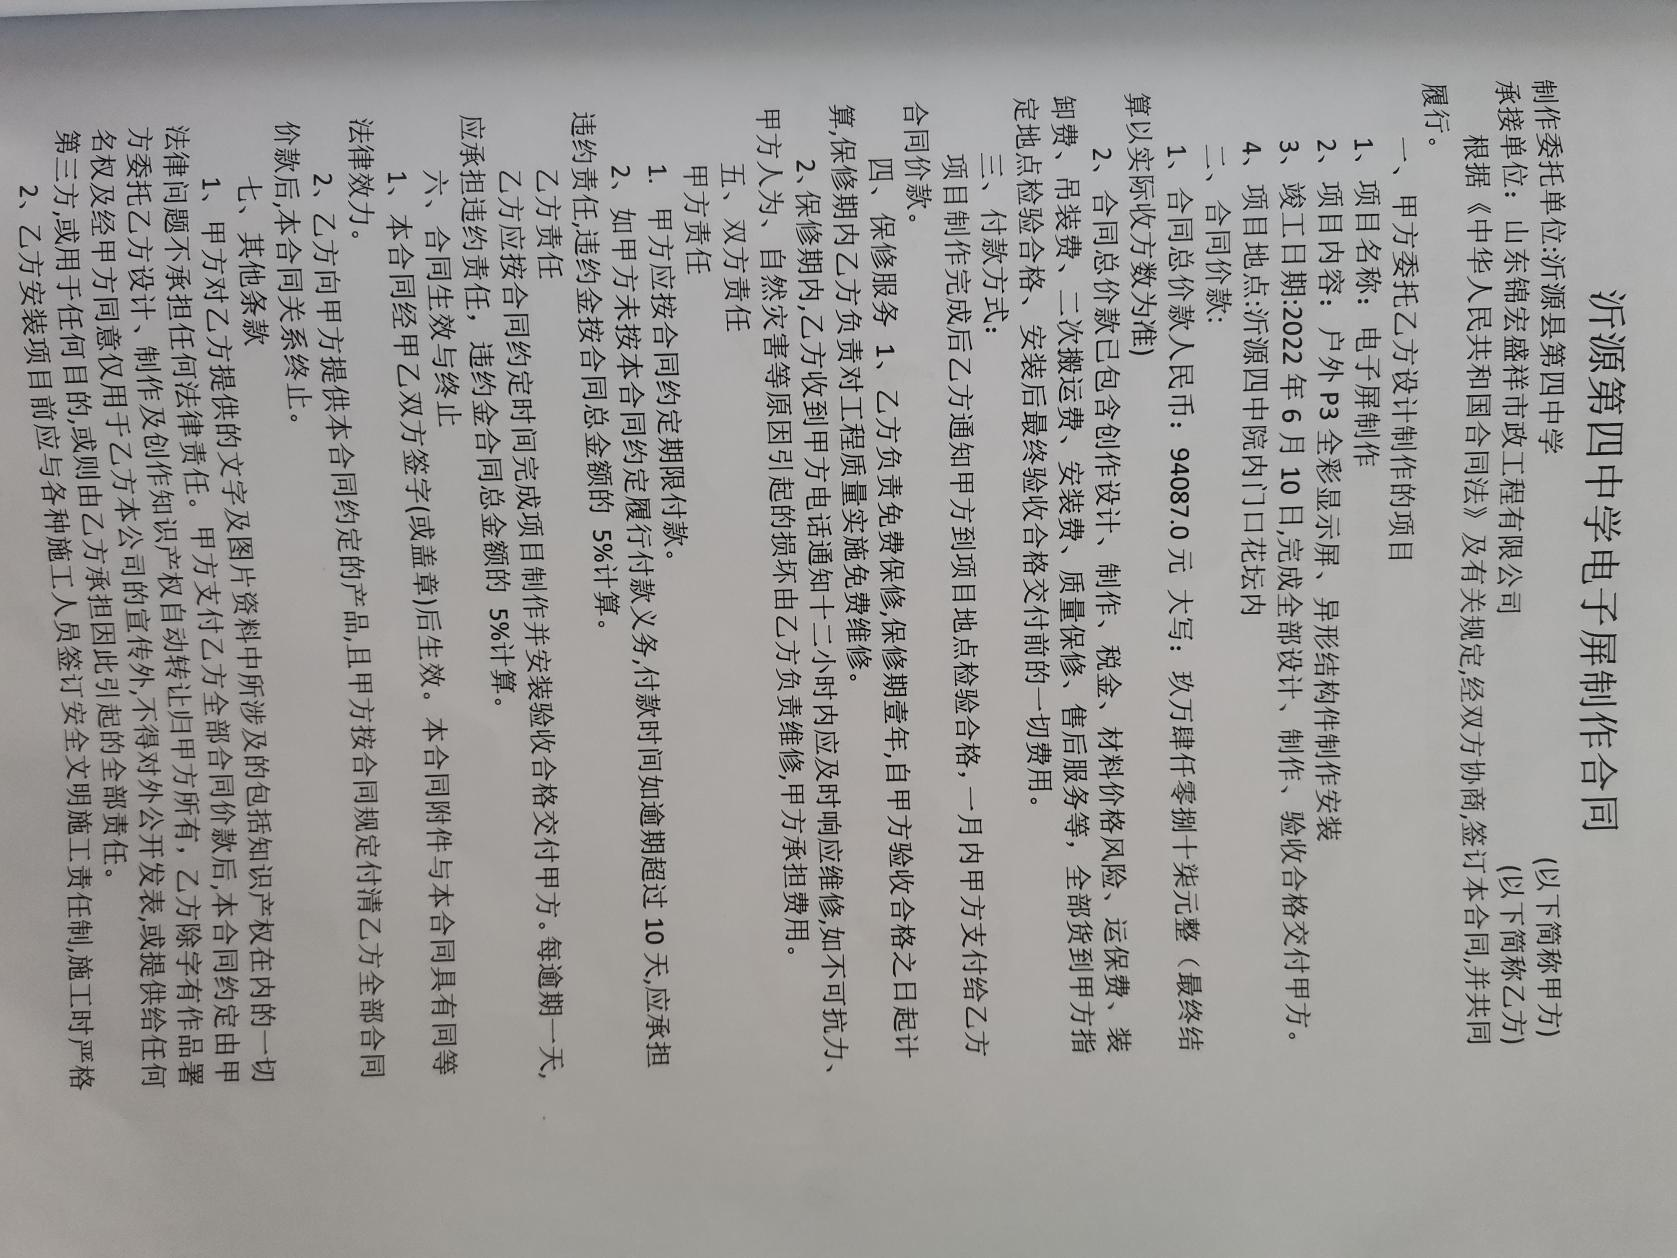 沂源第四中学电子屏制作合同
制作委托单位:沂源县第四中学 (以下简称甲方)
承接单位: 山东锦宏盛祥市政工程有限公司 (以下简称乙方)
根据《中华人民共和国合同法》及有关规定,经双方协商,签订本合同,并共同
履行。
一、甲方委托乙方设计制作的项目
1、项目名称: 电子屏制作
2、项目内容: 户外 P3 全彩显示屏、异形结构件制作安装
3、竣工日期:2022 年 6 月 10 日,完成全部设计、制作、验收合格交付甲方。
4、项目地点:沂源四中院内门口花坛内
二、合同价款:
1、合同总价款人民币: 94087.0 元 大写: 玖万肆仟零捌十柒元整（最终结
算以实际收方数为准)
2、合同总价款已包含创作设计、制作、税金、材料价格风险、运保费、装
卸费、吊装费、二次搬运费、安装费、质量保修、售后服务等，全部货到甲方指
定地点检验合格、安装后最终验收合格交付前的一切费用。
三、付款方式:
项目制作完成后乙方通知甲方到项目地点检验合格，一月内甲方支付给乙方
合同价款。
四、保修服务 1、乙方负责免费保修,保修期壹年,自甲方验收合格之日起计
算,保修期内乙方负责对工程质量实施免费维修。
2、保修期内,乙方收到甲方电话通知十二小时内应及时响应维修,如不可抗力、
甲方人为、自然灾害等原因引起的损坏由乙方负责维修,甲方承担费用。
五、双方责任
甲方责任
1. 甲方应按合同约定期限付款。
2、如甲方未按本合同约定履行付款义务,付款时间如逾期超过 10 天,应承担
违约责任,违约金按合同总金额的 5%计算。
乙方责任
乙方应按合同约定时间完成项目制作并安装验收合格交付甲方。每逾期一天,
应承担违约责任，违约金合同总金额的 5%计算。
六、合同生效与终止
1、本合同经甲乙双方签字(或盖章)后生效。本合同附件与本合同具有同等
法律效力。
2、乙方向甲方提供本合同约定的产品,且甲方按合同规定付清乙方全部合同
价款后,本合同关系终止。
七、其他条款
1、甲方对乙方提供的文字及图片资料中所涉及的包括知识产权在内的一切
法律问题不承担任何法律责任。甲方支付乙方全部合同价款后,本合同约定由甲
方委托乙方设计、制作及创作知识产权自动转让归甲方所有，乙方除字有作品署
名权及经甲方同意仅用于乙方本公司的宣传外,不得对外公开发表,或提供给任何
第三方,或用于任何目的,或则由乙方承担因此引起的全部责任。
2、乙方安装项目前应与各种施工人员签订安全文明施工责任制,施工时严格